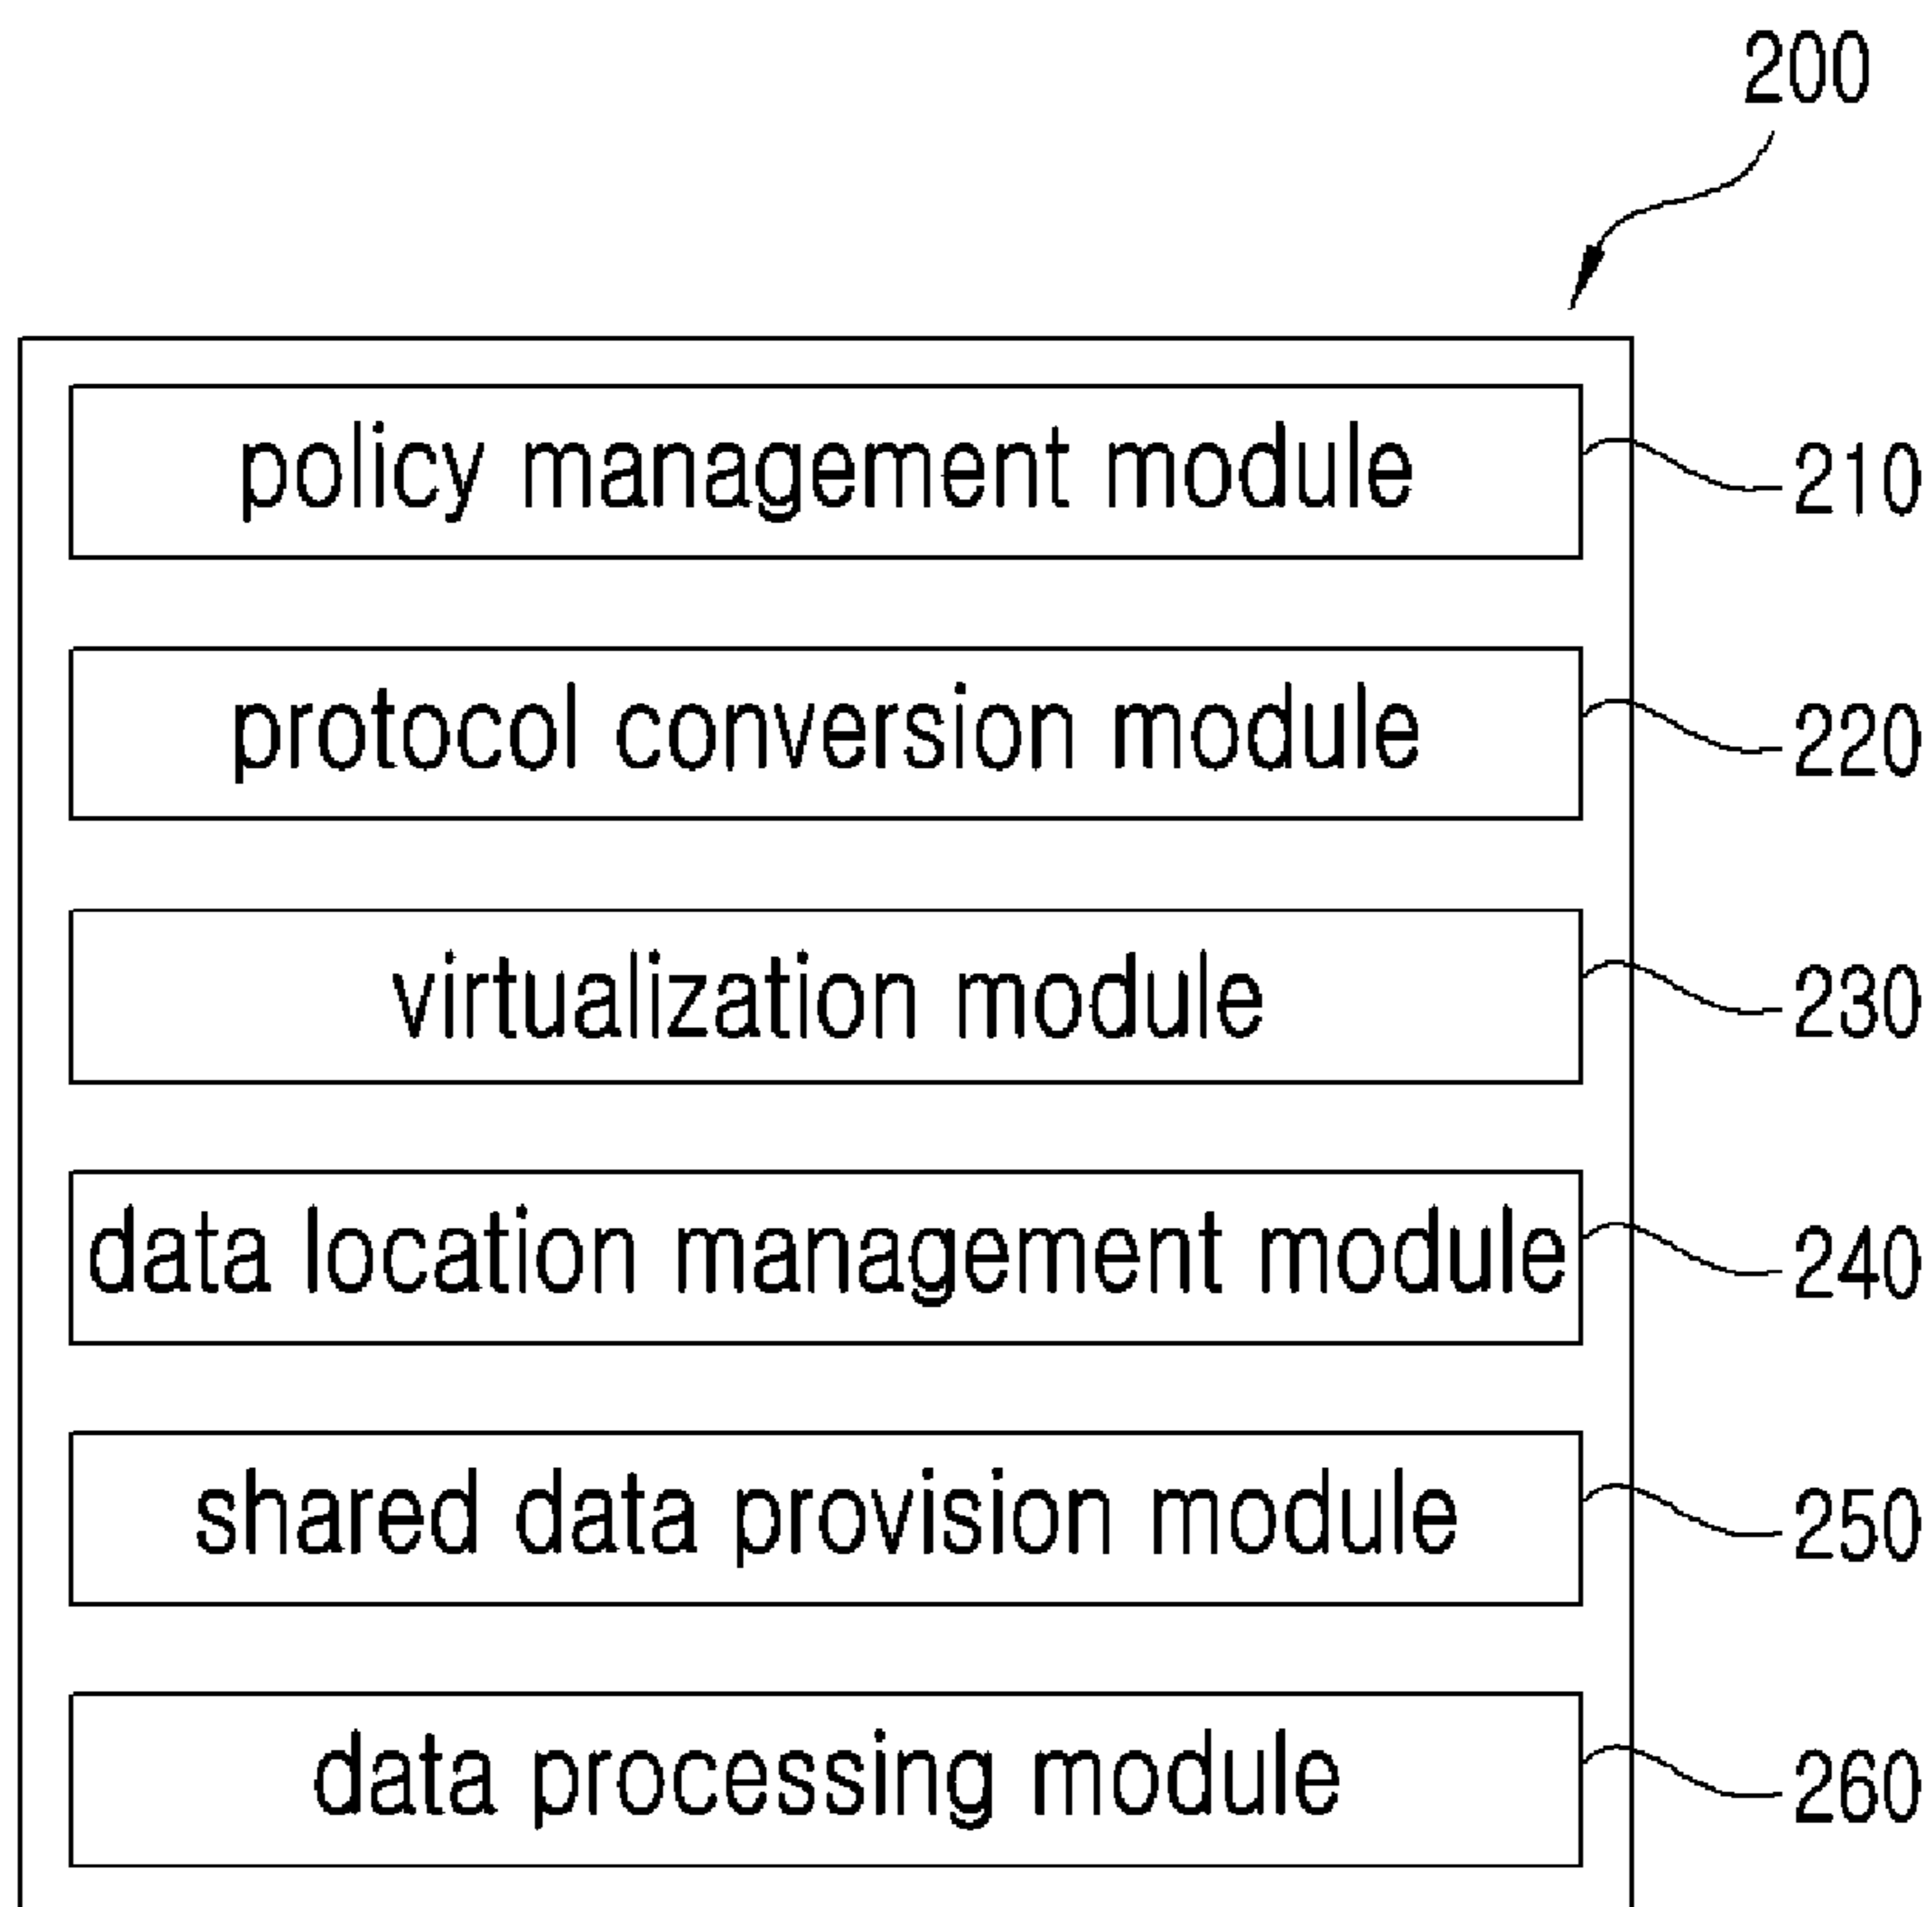 200
policy management module 210
protocol conversion module 220
virtualization module 230
data location management module 240
shared data provision module 250
data processing module 260